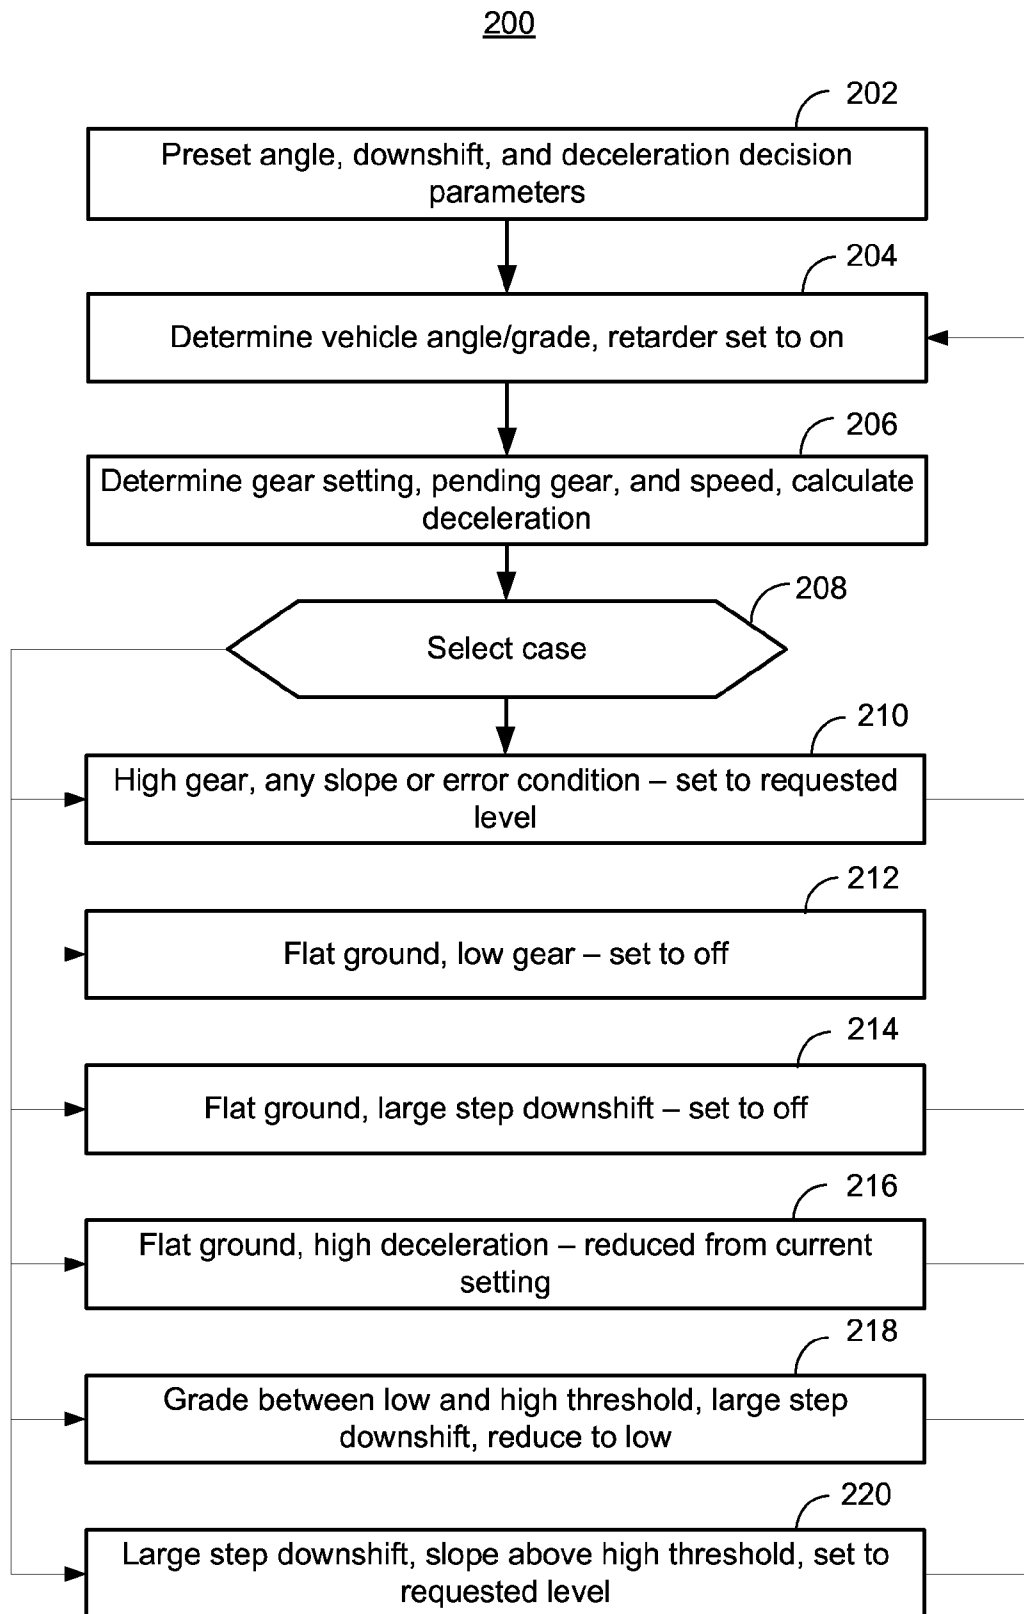 200
202
Preset angle, downshift, and deceleration decision
parameters
204
Determine vehicle angle/grade, retarder set to on
206
Determine gear setting, pending gear, and speed, calculate
deceleration
208
Select case
210
High gear, any slope or error condition – set to requested
level
212
Flat ground, low gear – set to off
214
Flat ground, large step downshift – set to off
216
Flat ground, high deceleration – reduced from current
setting
218
Grade between low and high threshold, large step
downshift, reduce to low
220
Large step downshift, slope above high threshold, set to
requested level